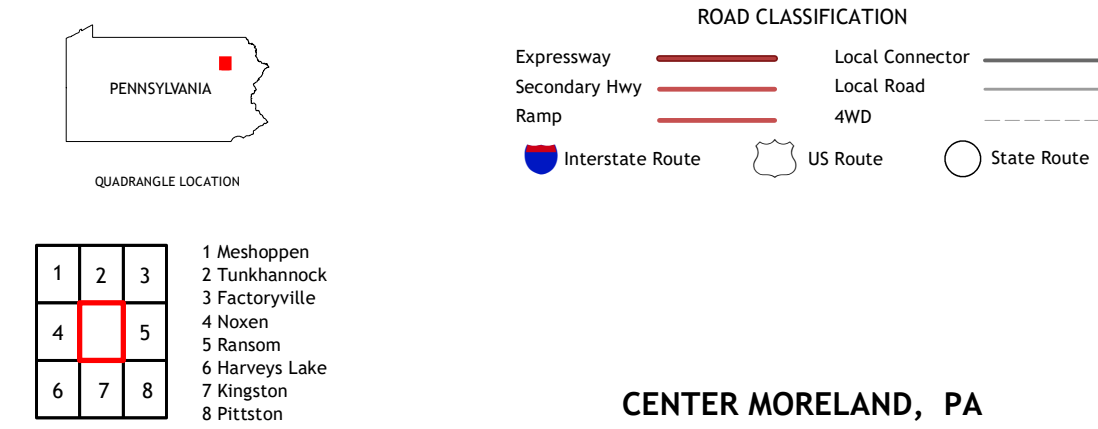 PENNSYLVANIA
QUADRANGLE LOCATION
ROAD CLASSIFICATION
Expressway
Secondary Hwy
Ramp
Local Connector
Local Road
4WD
Interstate Route
US Route
State Route
1 2 3
4 5
6 7 8
1 Meshoppen
2 Tunkhannock
3 Factoryville
4 Noxen
5 Ransom
6 Harveys Lake
7 Kingston
8 Pittston
CENTER MORELAND, PA